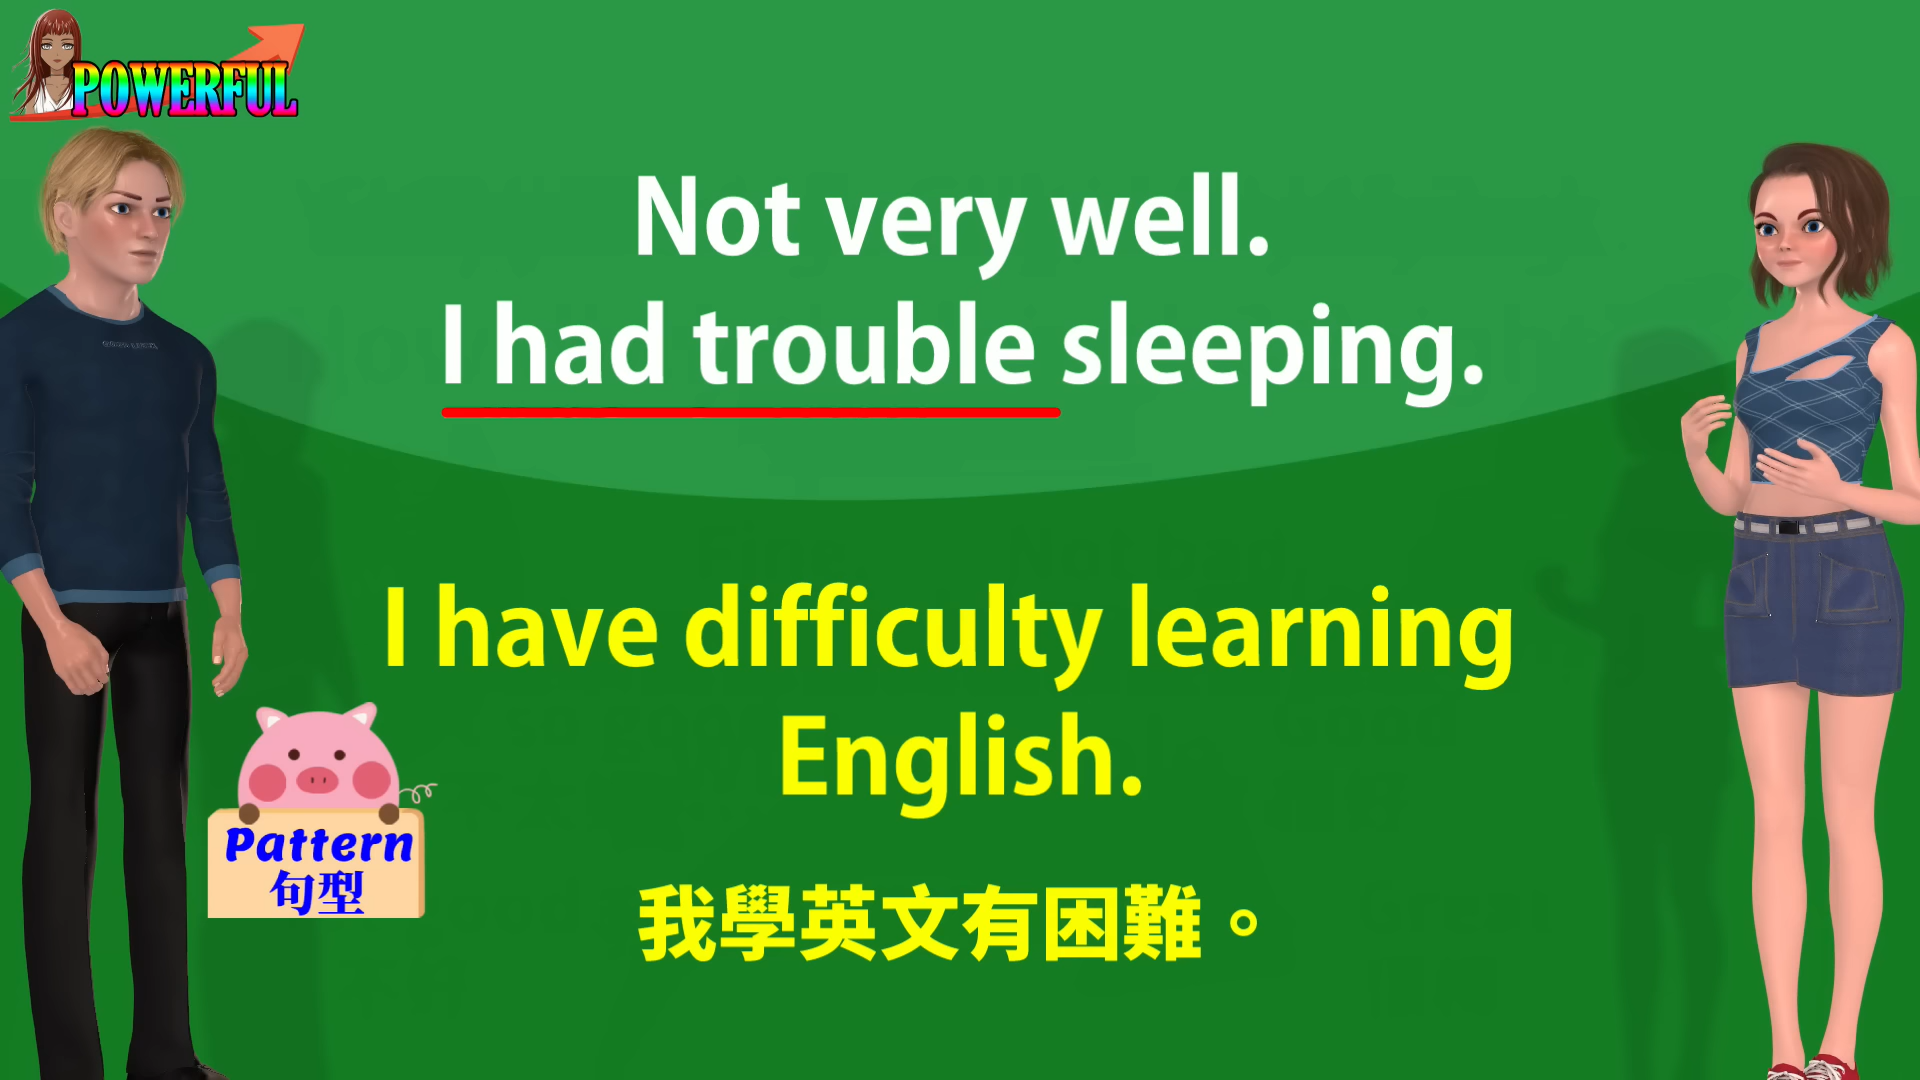 POWERFUL
Not very well.
I had trouble sleeping.
I have difficulty learning
English.
Pattern
句型
我學英文有困難。